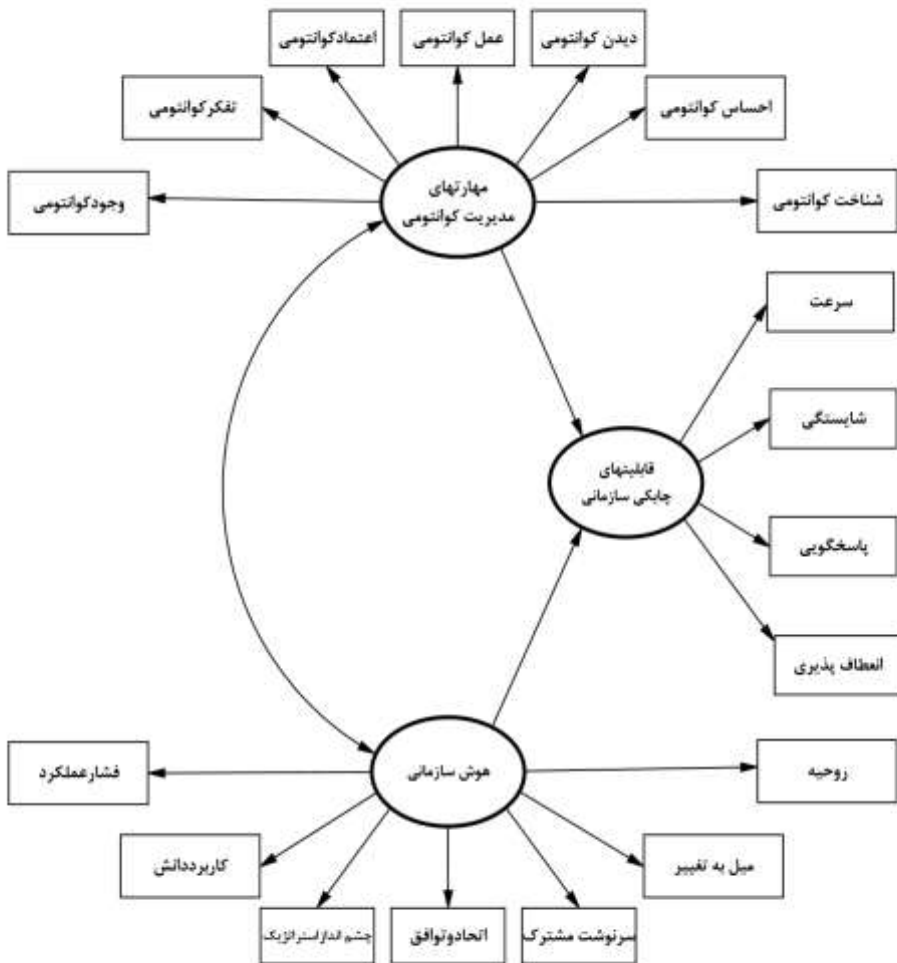 دیدن کوانتومی
عمل کوانتومی
اعتمادکوانتومی
احساس کوانتومی
تفکرکوانتومی
مهارتهای
مدیریت کوانتومی
شناخت کوانتومی
وجودکوانتومی
سرعت
شایستگی
قابلیتهای
چابکی سازمانی
پاسخگویی
انعطاف پذیری
روحیه
هوش سازمانی
فشارعملکرد
میل به تغییر
کاربرددانش
سرنوشت مشترک
اتحادوتوافق
چشم اندازاستراتژیک